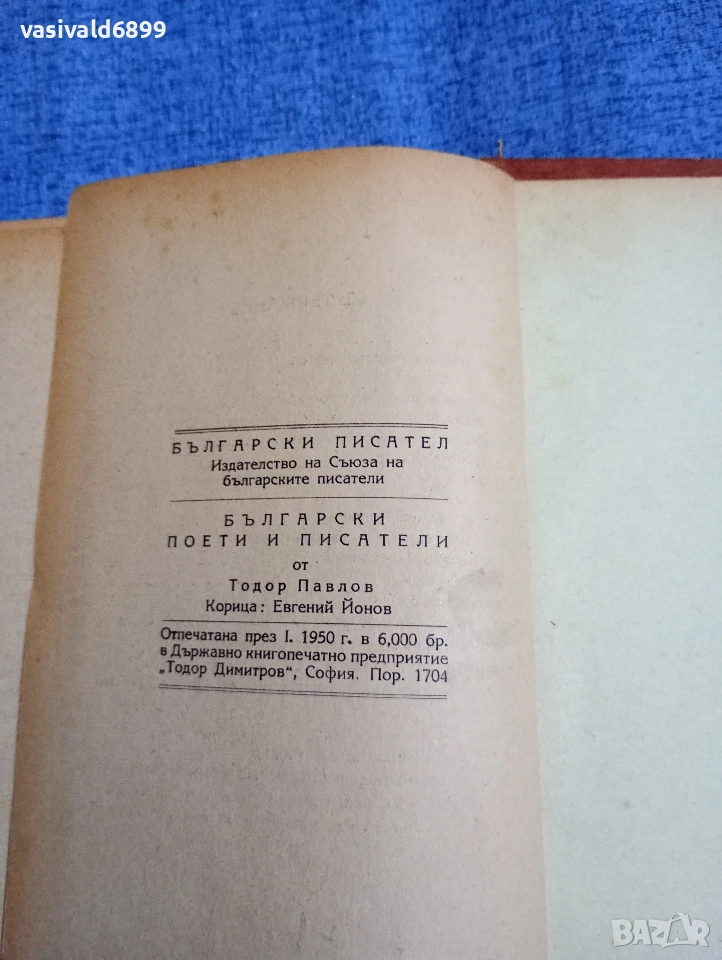 vasivald6899
БЪЛГАРСКИ ПИСАТЕЛ
Издателство на Съюза на
българските писатели
БЪЛГАРСКИ
ПОЕТИ И ПИСАТЕЛИ
от
Тодор Павлов
Корица: Евгений Йонов
Отпечатана през I. 1950 г. в 6,000 бр.
в Държавно книгопечатно предприятие
„Тодор Димитров“, София. Пор. 1704
BAZAR